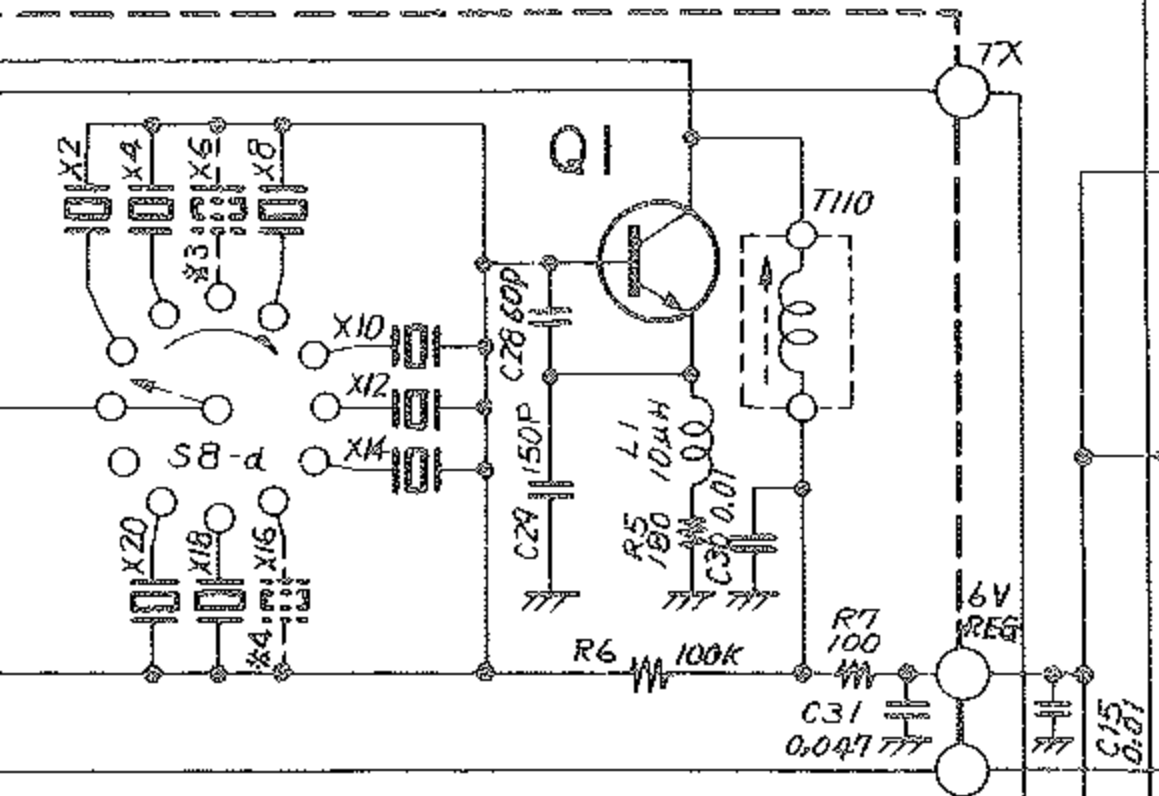 TX
X2
X4
X6
X8
Q1
T110
※3
C28 60P
X10
X12
X14
S8-d
150P
C29
L1
10μH
R5
180
C30 0.01
X20
X18
X16
※4
R6 100K
R7
100
6V
REG
C31
0.047
C15
0.01